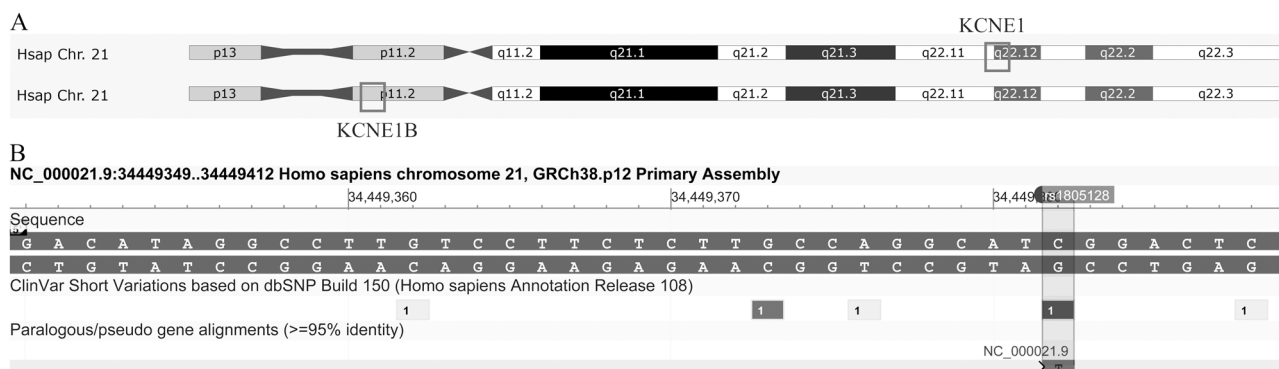 A
KCNE1
Hsap Chr. 21 p13 p11.2 q11.2 q21.1 q21.2 q21.3 q22.11 q22.12 q22.2 q22.3
Hsap Chr. 21 p13 p11.2 q11.2 q21.1 q21.2 q21.3 q22.11 q22.12 q22.2 q22.3
KCNE1B
B
NC_000021.9:34449349..34449412 Homo sapiens chromosome 21, GRCh38.p12 Primary Assembly
34,449,360 34,449,370 34,449 rs1805128
Sequence
G A C A T A G G C C T T G T C C T T C T C T T G C C A G G C A T C G G A C T C
C T G T A T C C G G A A C A G G A A G A G A A C G G T C C G T A G C C T G A G
ClinVar Short Variations based on dbSNP Build 150 (Homo sapiens Annotation Release 108)
1 1 1 1 1
Paralogous/pseudo gene alignments (>=95% identity)
NC_000021.9
T